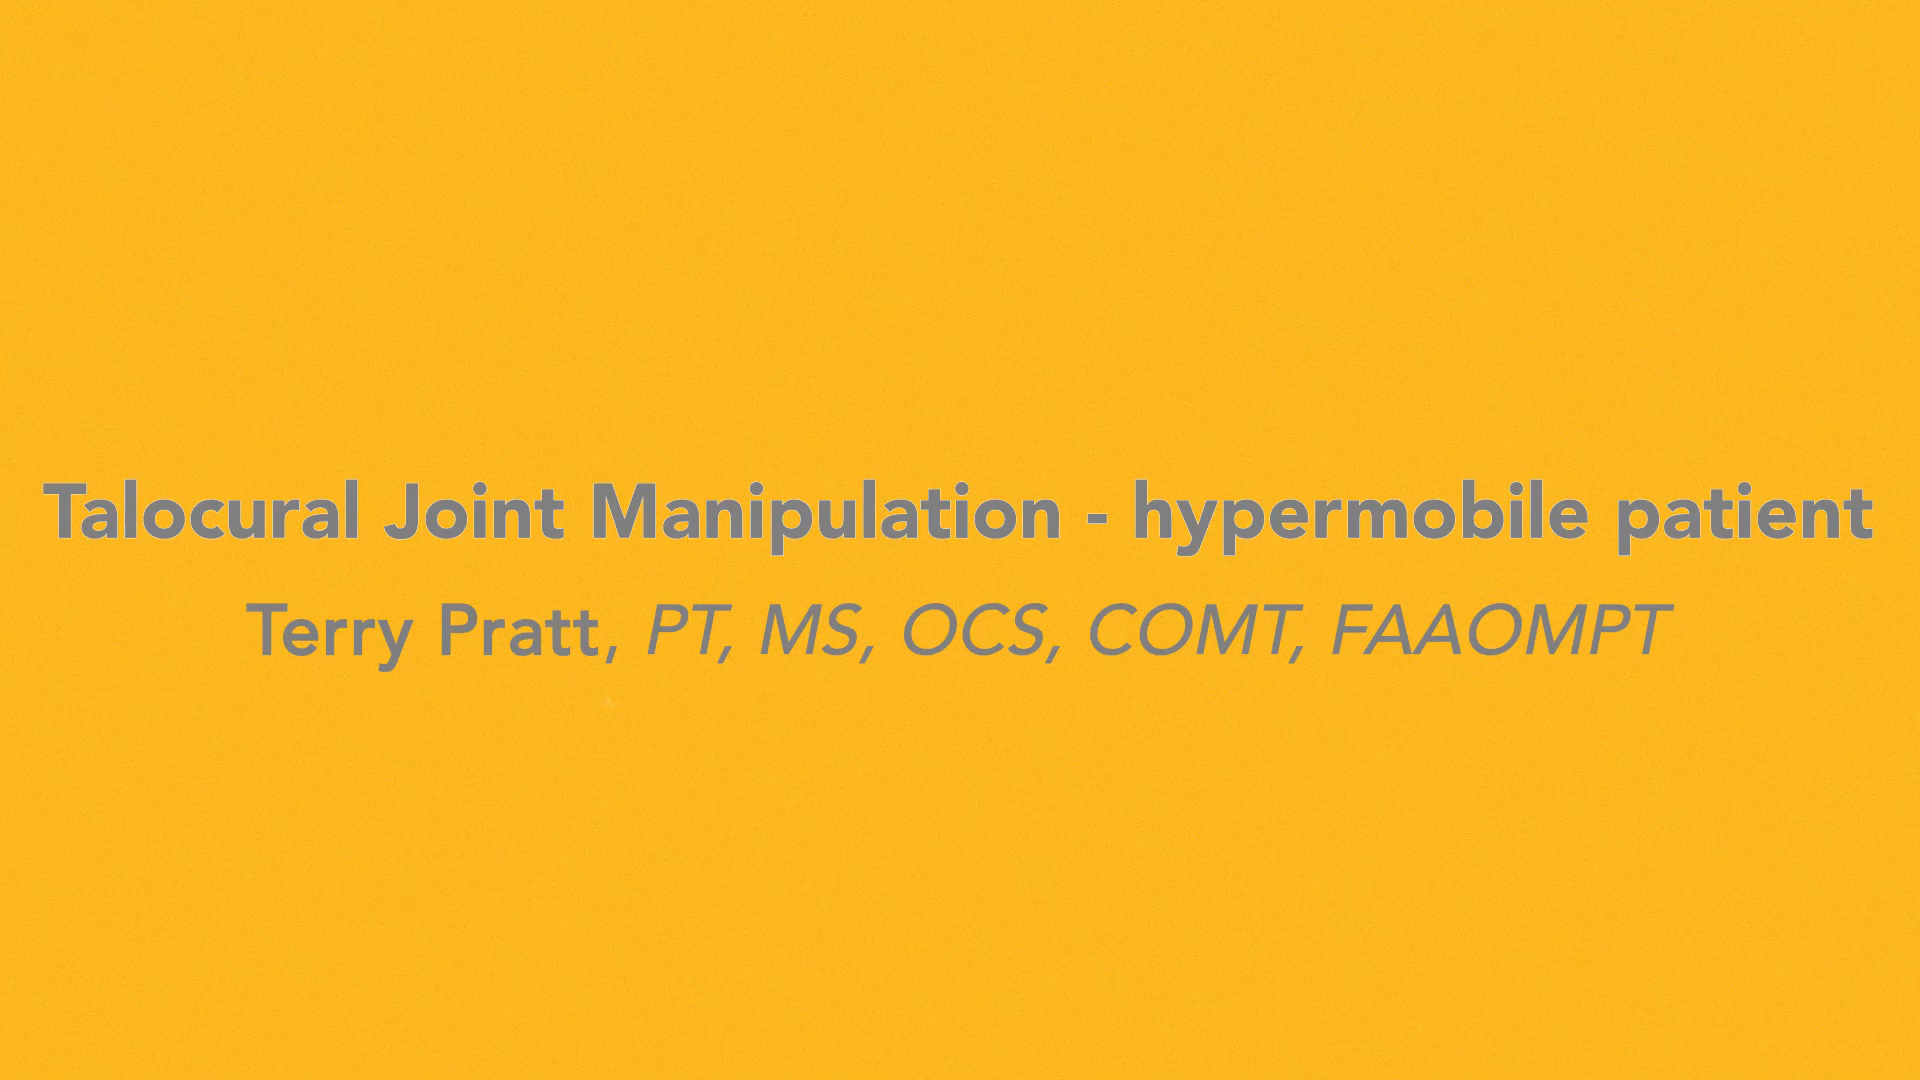 Talocural Joint Manipulation - hypermobile patient
Terry Pratt, PT, MS, OCS, COMT, FAAOMPT